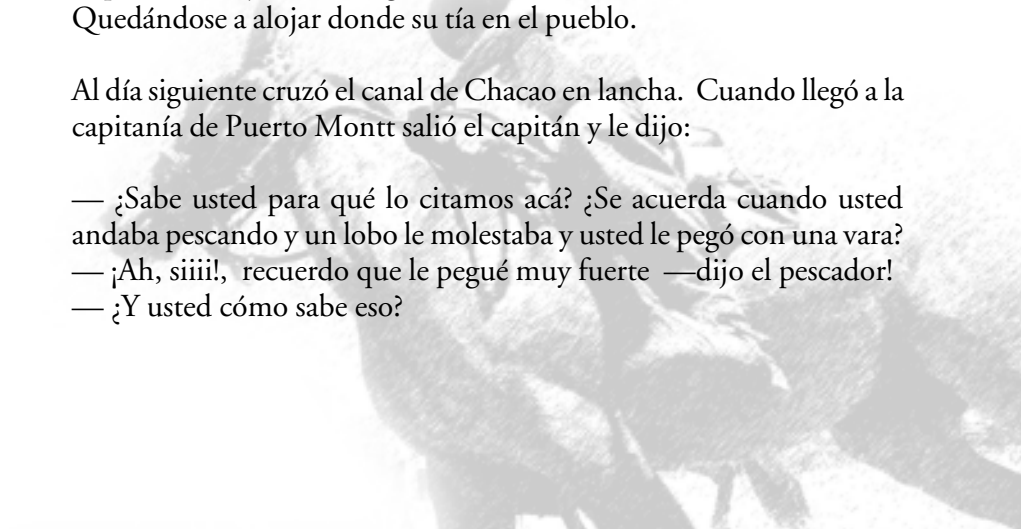 Quedándose a alojar donde su tía en el pueblo.
Al día siguiente cruzó el canal de Chacao en lancha.  Cuando llegó a la
capitanía de Puerto Montt salió el capitán y le dijo:
— ¿Sabe usted para qué lo citamos acá? ¿Se acuerda cuando usted
andaba pescando y un lobo le molestaba y usted le pegó con una vara?
— ¡Ah, siiii!,  recuerdo que le pegué muy fuerte  —dijo el pescador!
— ¿Y usted cómo sabe eso?